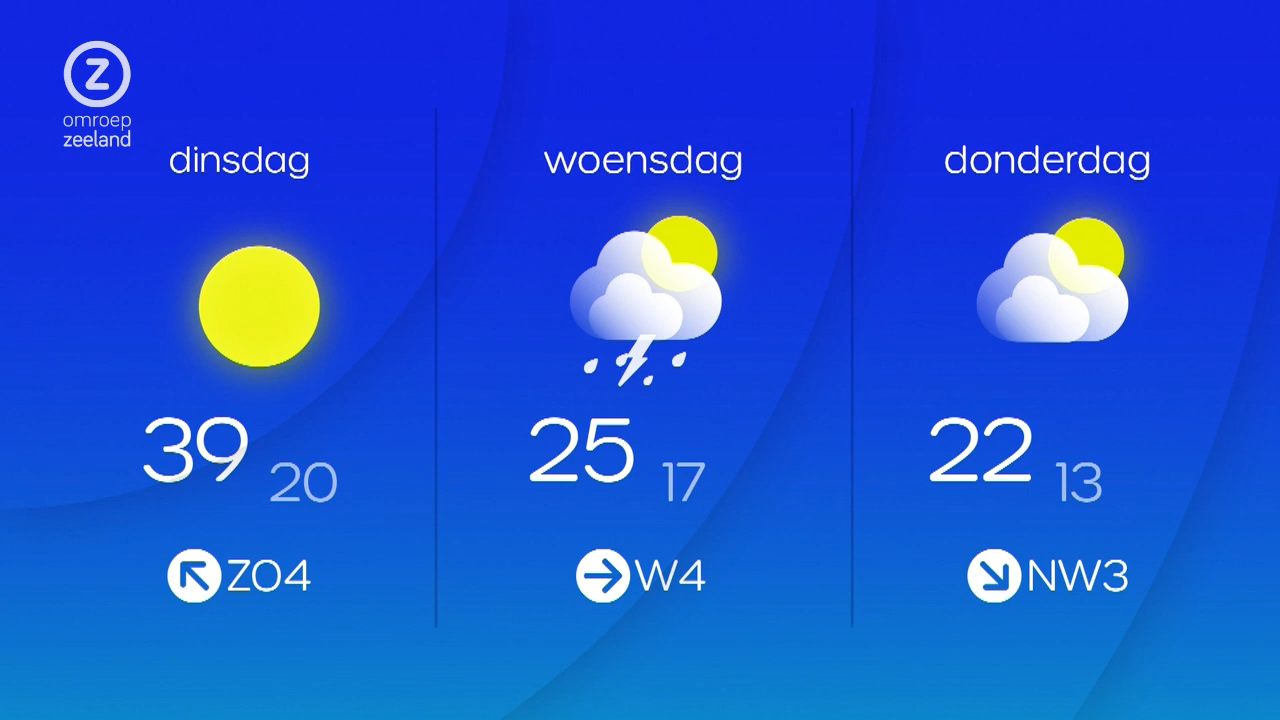 Z
omroep
zeeland
dinsdag
39 20
ZO4
woensdag
25 17
W4
donderdag
22 13
NW3